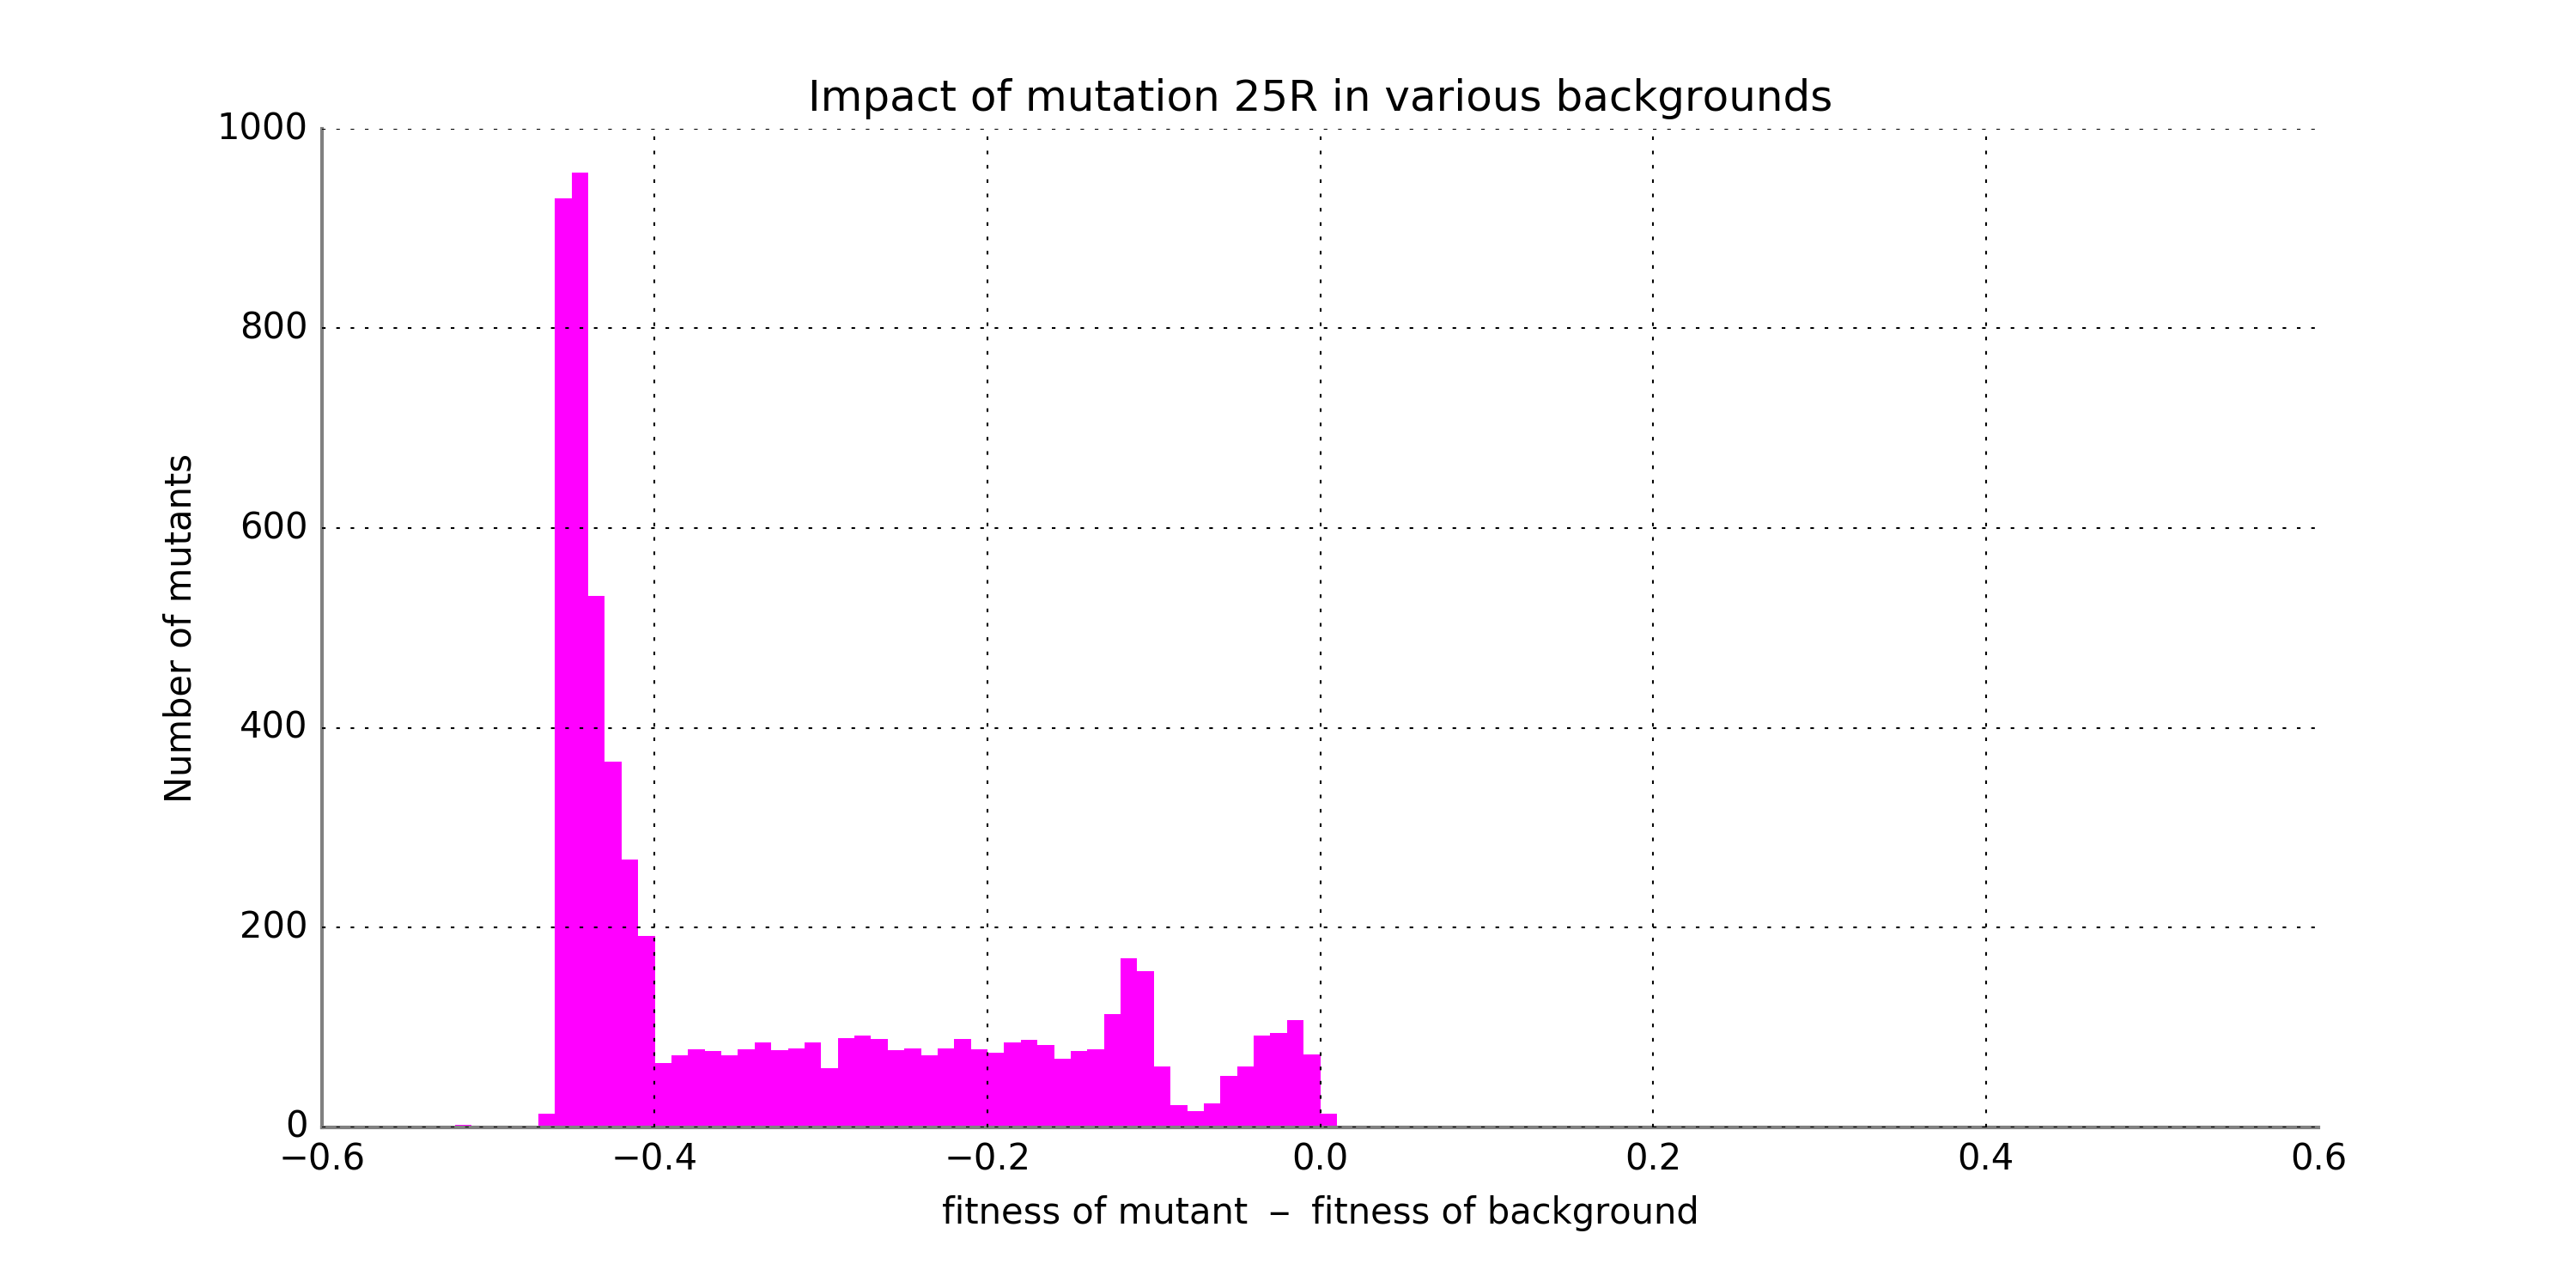 Impact of mutation 25R in various backgrounds
1000
800
600
400
200
0
Number of mutants
−0.6 −0.4 −0.2 0.0 0.2 0.4 0.6
fitness of mutant − fitness of background